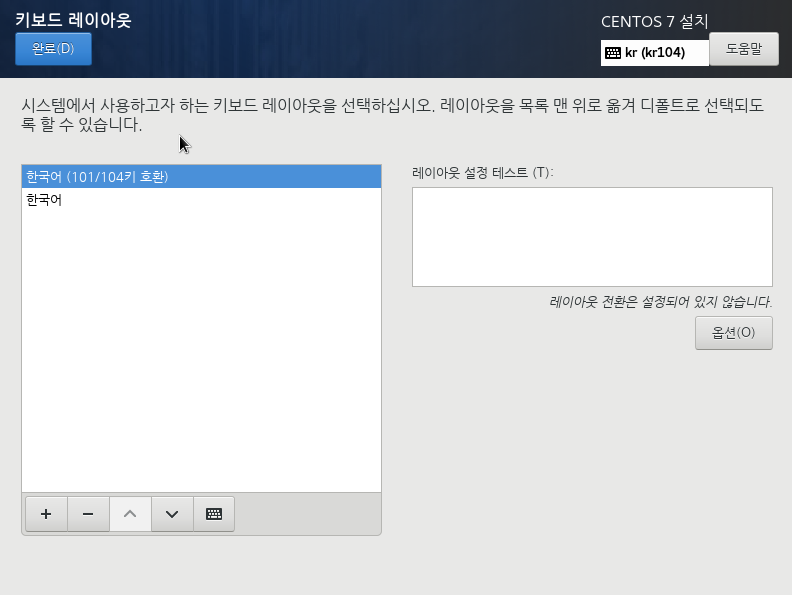 키보드 레이아웃
CENTOS 7 설치
완료(D)
kr (kr104)
도움말
시스템에서 사용하고자 하는 키보드 레이아웃을 선택하십시오. 레이아웃을 목록 맨 위로 옮겨 디폴트로 선택되도
록 할 수 있습니다.
한국어 (101/104키 호환)
한국어
레이아웃 설정 테스트 (T):
레이아웃 전환은 설정되어 있지 않습니다.
옵션(O)